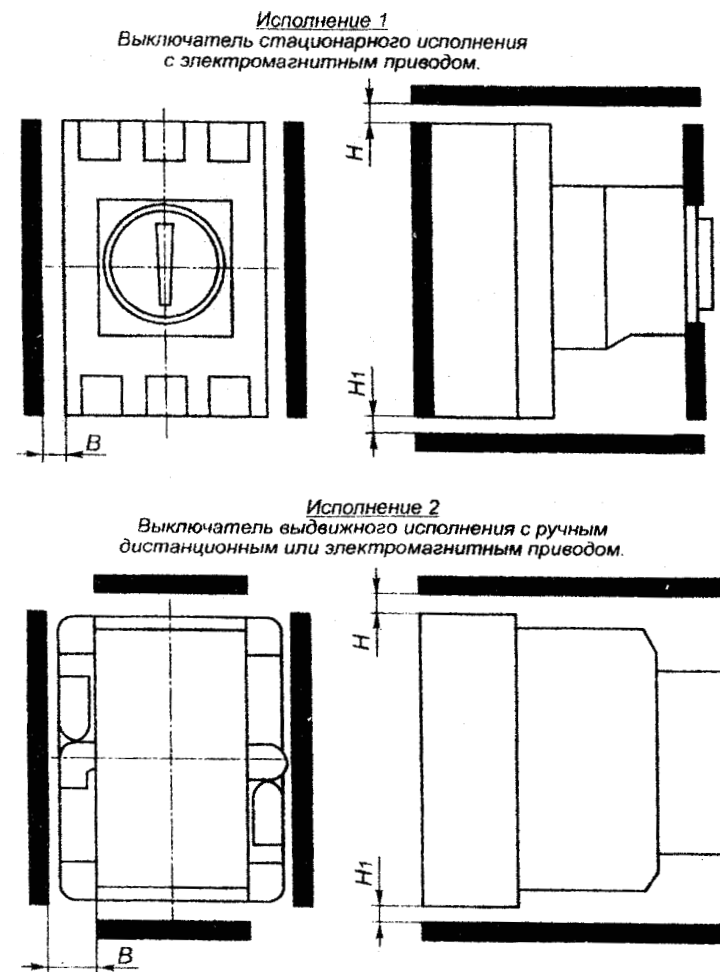 Исполнение 1
Выключатель стационарного исполнения
с электромагнитным приводом.
H
H1
B
Исполнение 2
Выключатель выдвижного исполнения с ручным
дистанционным или электромагнитным приводом.
H
H1
B